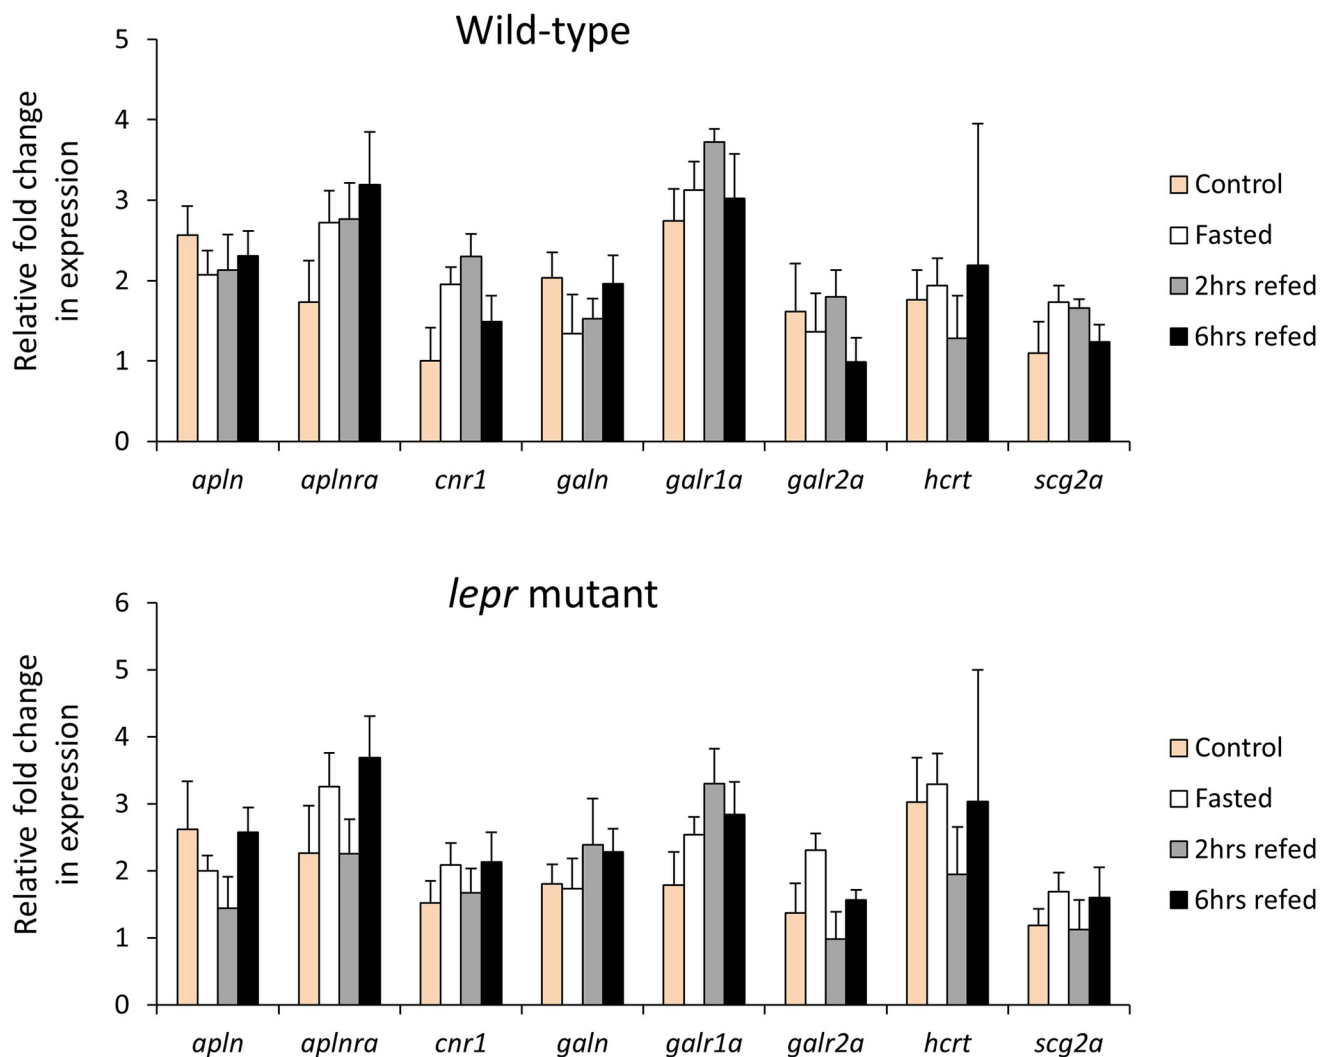 Wild-type
Relative fold change
in expression
5
4
3
2
1
0
apln aplnra cnr1 galn galr1a galr2a hcrt scg2a
Control
Fasted
2hrs refed
6hrs refed
lepr mutant
Relative fold change
in expression
6
5
4
3
2
1
0
apln aplnra cnr1 galn galr1a galr2a hcrt scg2a
Control
Fasted
2hrs refed
6hrs refed